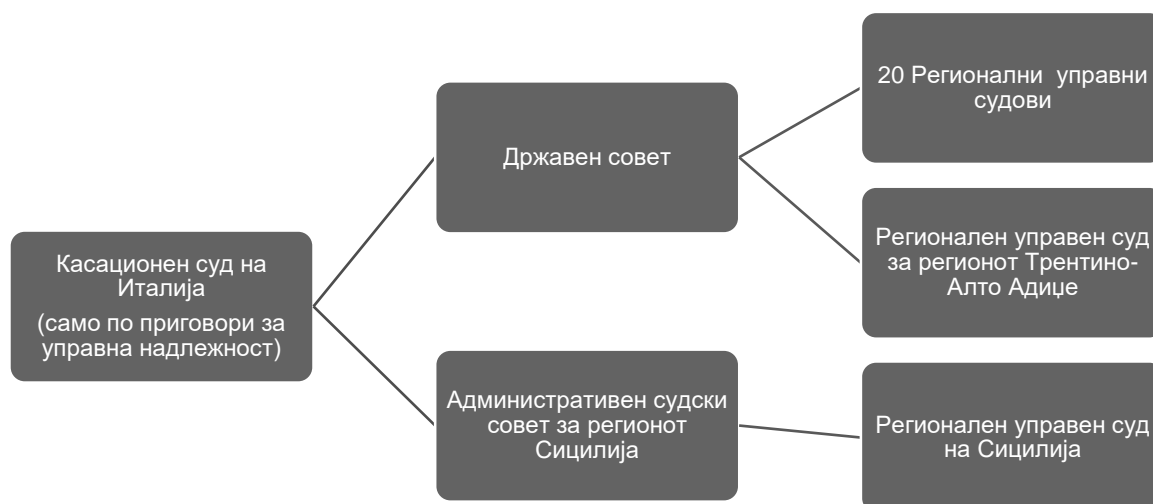 Касационен суд на
Италија
(само по приговори за
управна надлежност)
Државен совет
Административен судски
совет за регионот
Сицилија
20 Регионални управни
судови
Регионален управен суд
за регионот Трентино-
Алто Адиџе
Регионален управен суд
на Сицилија